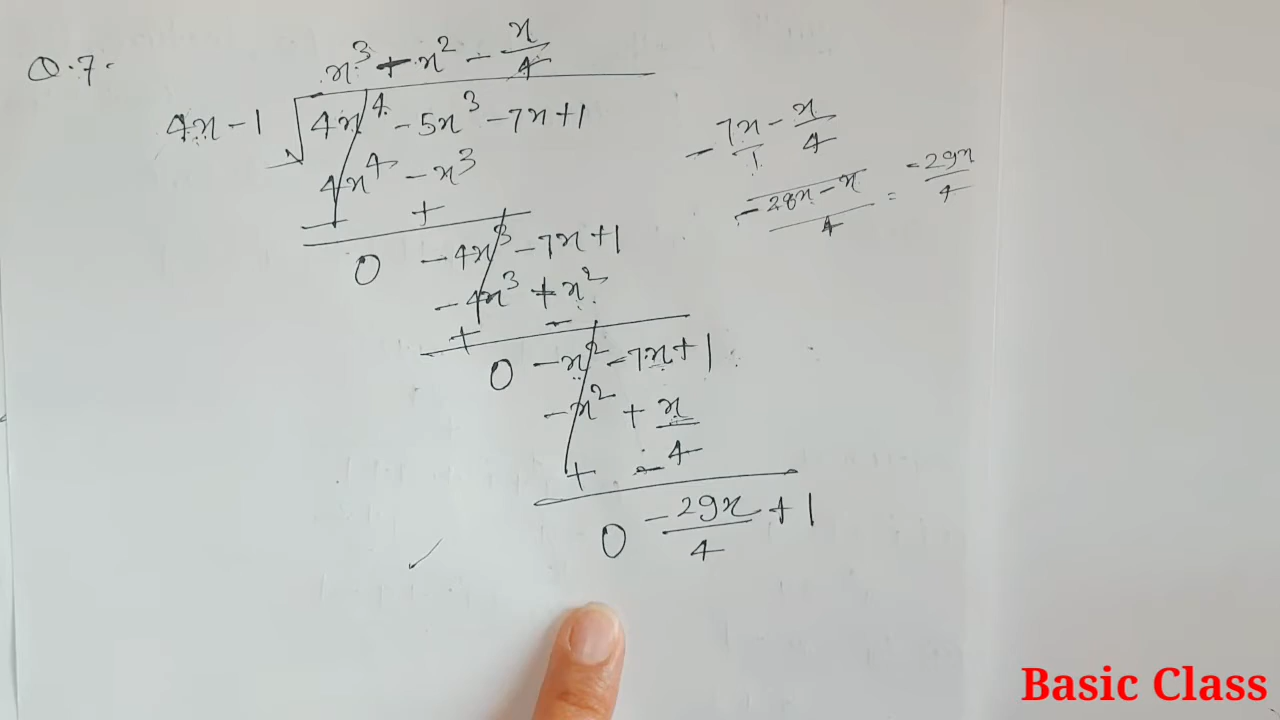 Q.7.
x³ + x² - x/4
4x - 1 √ 4x⁴ - 5x³ - 7x + 1
4x⁴ - x³
- +
0 - 4x³ - 7x + 1
- 4x³ + x²
+ -
0 - x² - 7x + 1
- x² + x/4
+ -
0 - 29x/4 + 1
- 7x/1 - x/4
- 28x - x/4 = - 29x/4
Basic Class